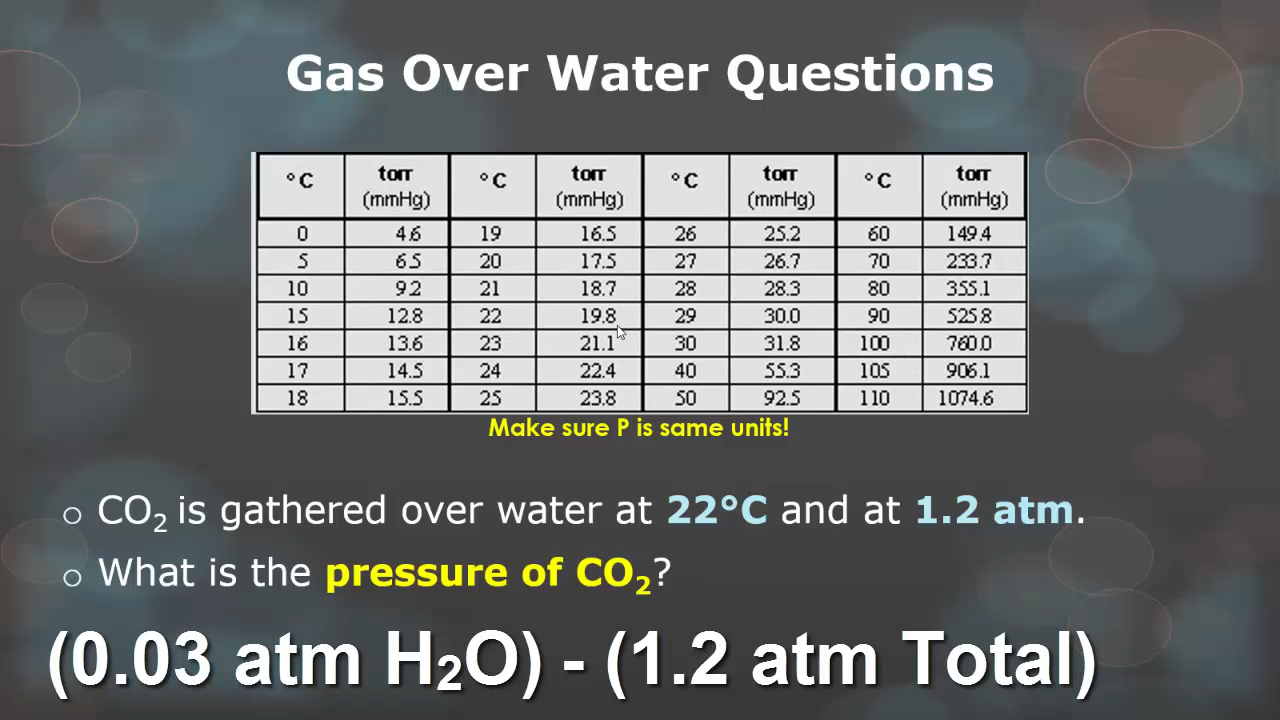 Gas Over Water Questions
°C torr (mmHg) °C torr (mmHg) °C torr (mmHg) °C torr (mmHg)
0 4.6 19 16.5 26 25.2 60 149.4
5 6.5 20 17.5 27 26.7 70 233.7
10 9.2 21 18.7 28 28.3 80 355.1
15 12.8 22 19.8 29 30.0 90 525.8
16 13.6 23 21.1 30 31.8 100 760.0
17 14.5 24 22.4 40 55.3 105 906.1
18 15.5 25 23.8 50 92.5 110 1074.6
Make sure P is same units!
○ CO₂ is gathered over water at 22°C and at 1.2 atm.
○ What is the pressure of CO₂?
(0.03 atm H₂O) - (1.2 atm Total)